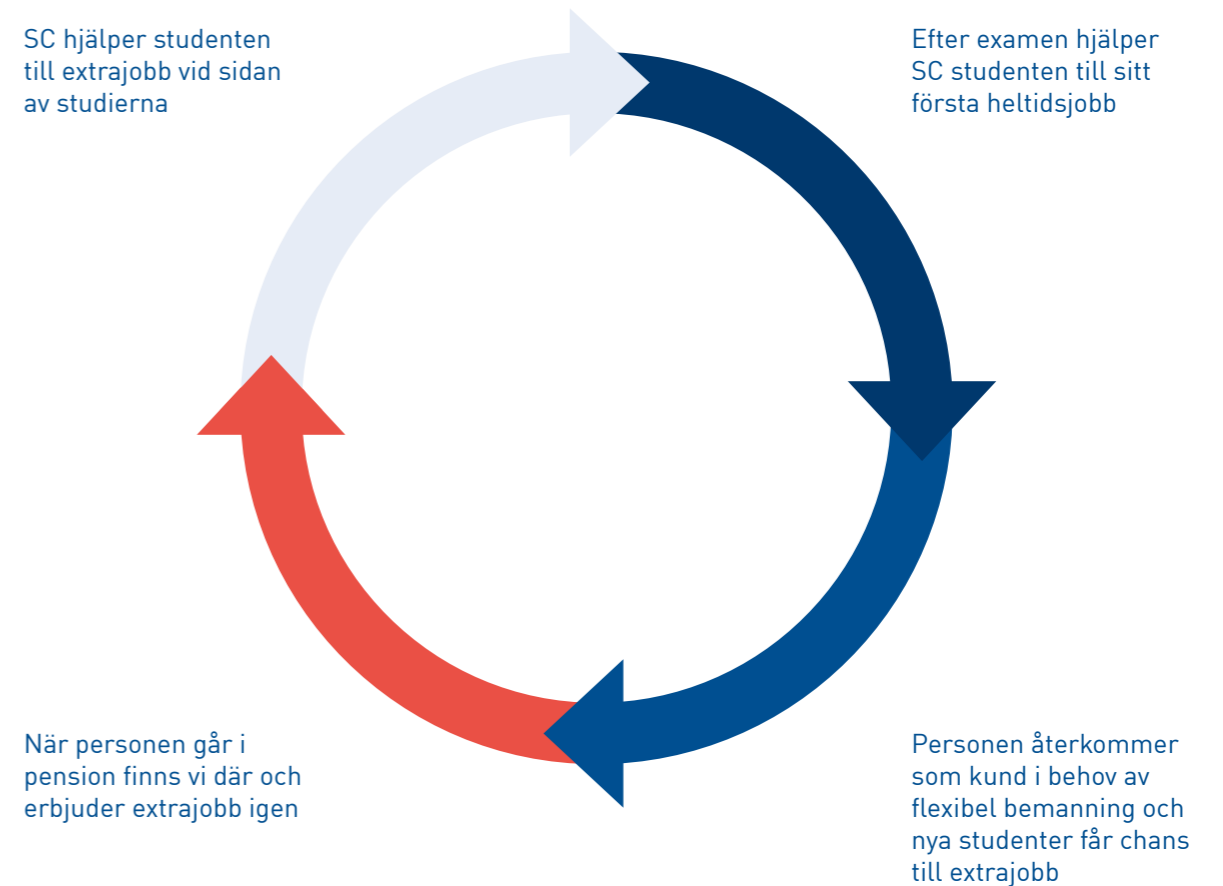 SC hjälper studenten
till extrajobb vid sidan
av studierna
Efter examen hjälper
SC studenten till sitt
första heltidsjobb
Personen återkommer
som kund i behov av
flexibel bemanning och
nya studenter får chans
till extrajobb
När personen går i
pension finns vi där och
erbjuder extrajobb igen